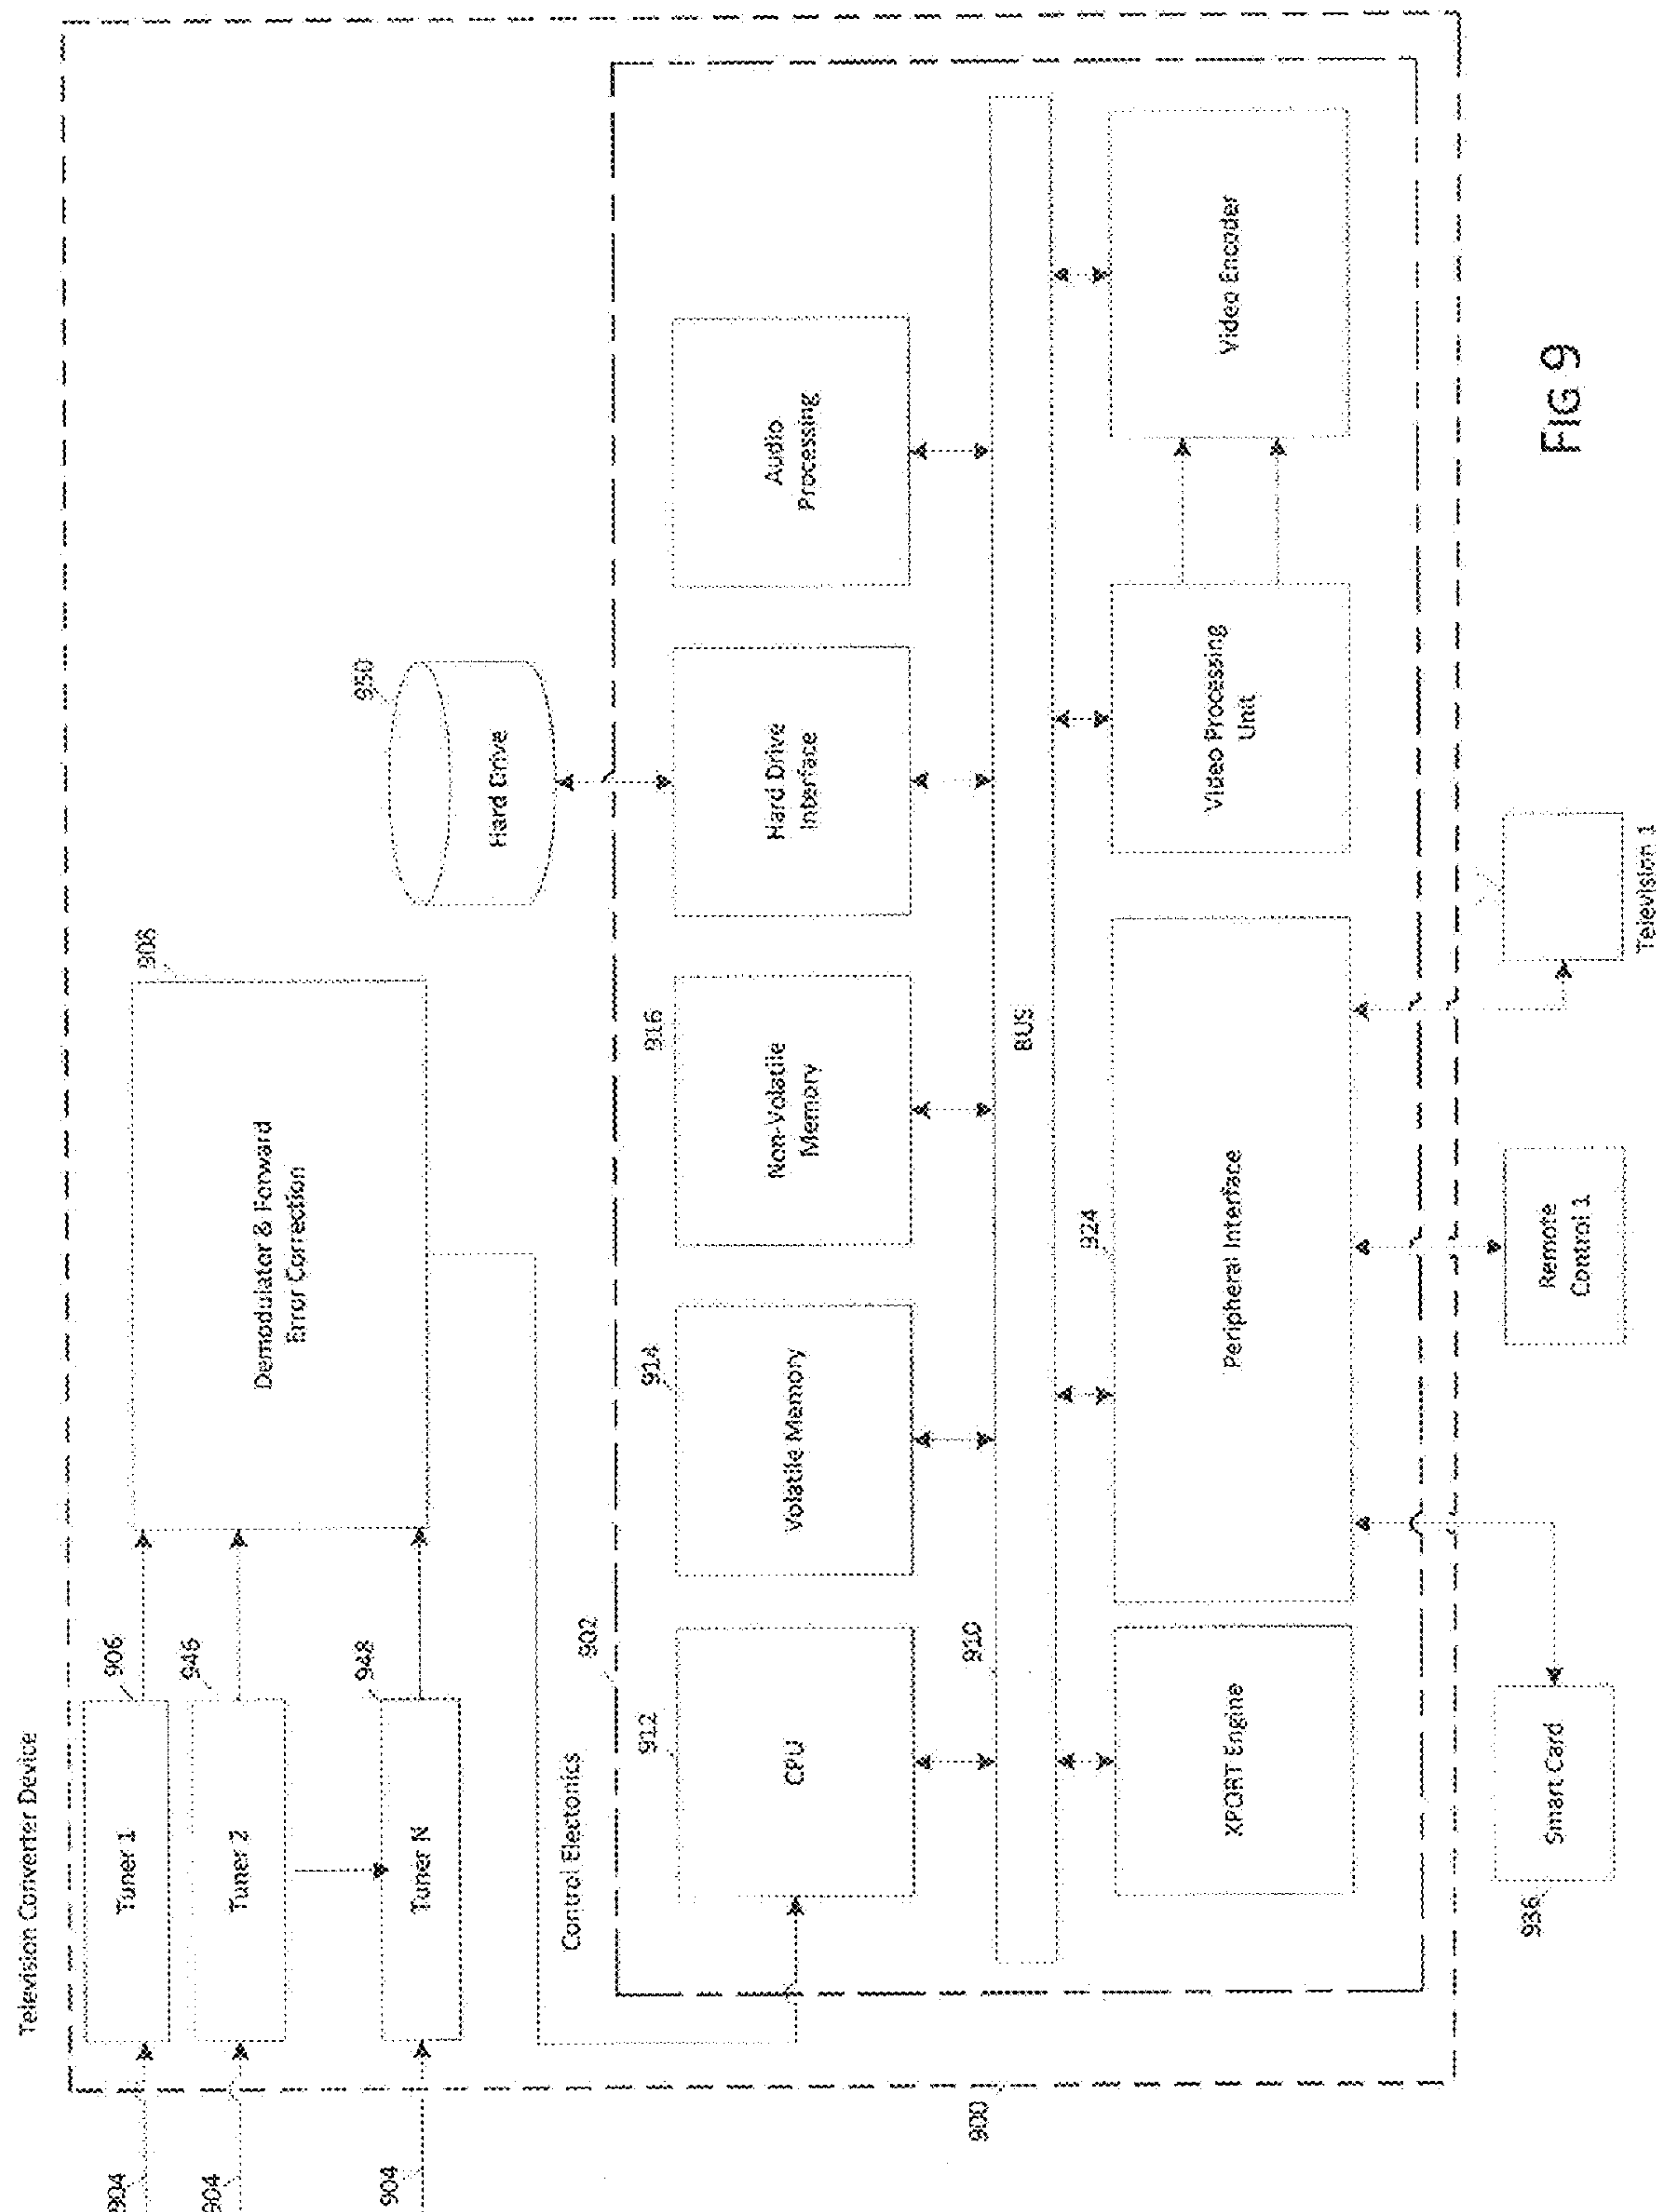 Television Converter Device
904
Tuner 1
906
904
Tuner 2
946
904
Tuner N
948
Demodulator & Forward
Error Correction
908
Hard Drive
950
Control Electonics
902
CPU
912
Volatile Memory
914
Non-Volatile
Memory
916
Hard Drive
Interface
Audio
Processing
910
BUS
XPORT Engine
Peripheral Interface
924
Video Processing
Unit
Video Encoder
900
Smart Card
936
Remote
Control 1
Television 1
FIG 9